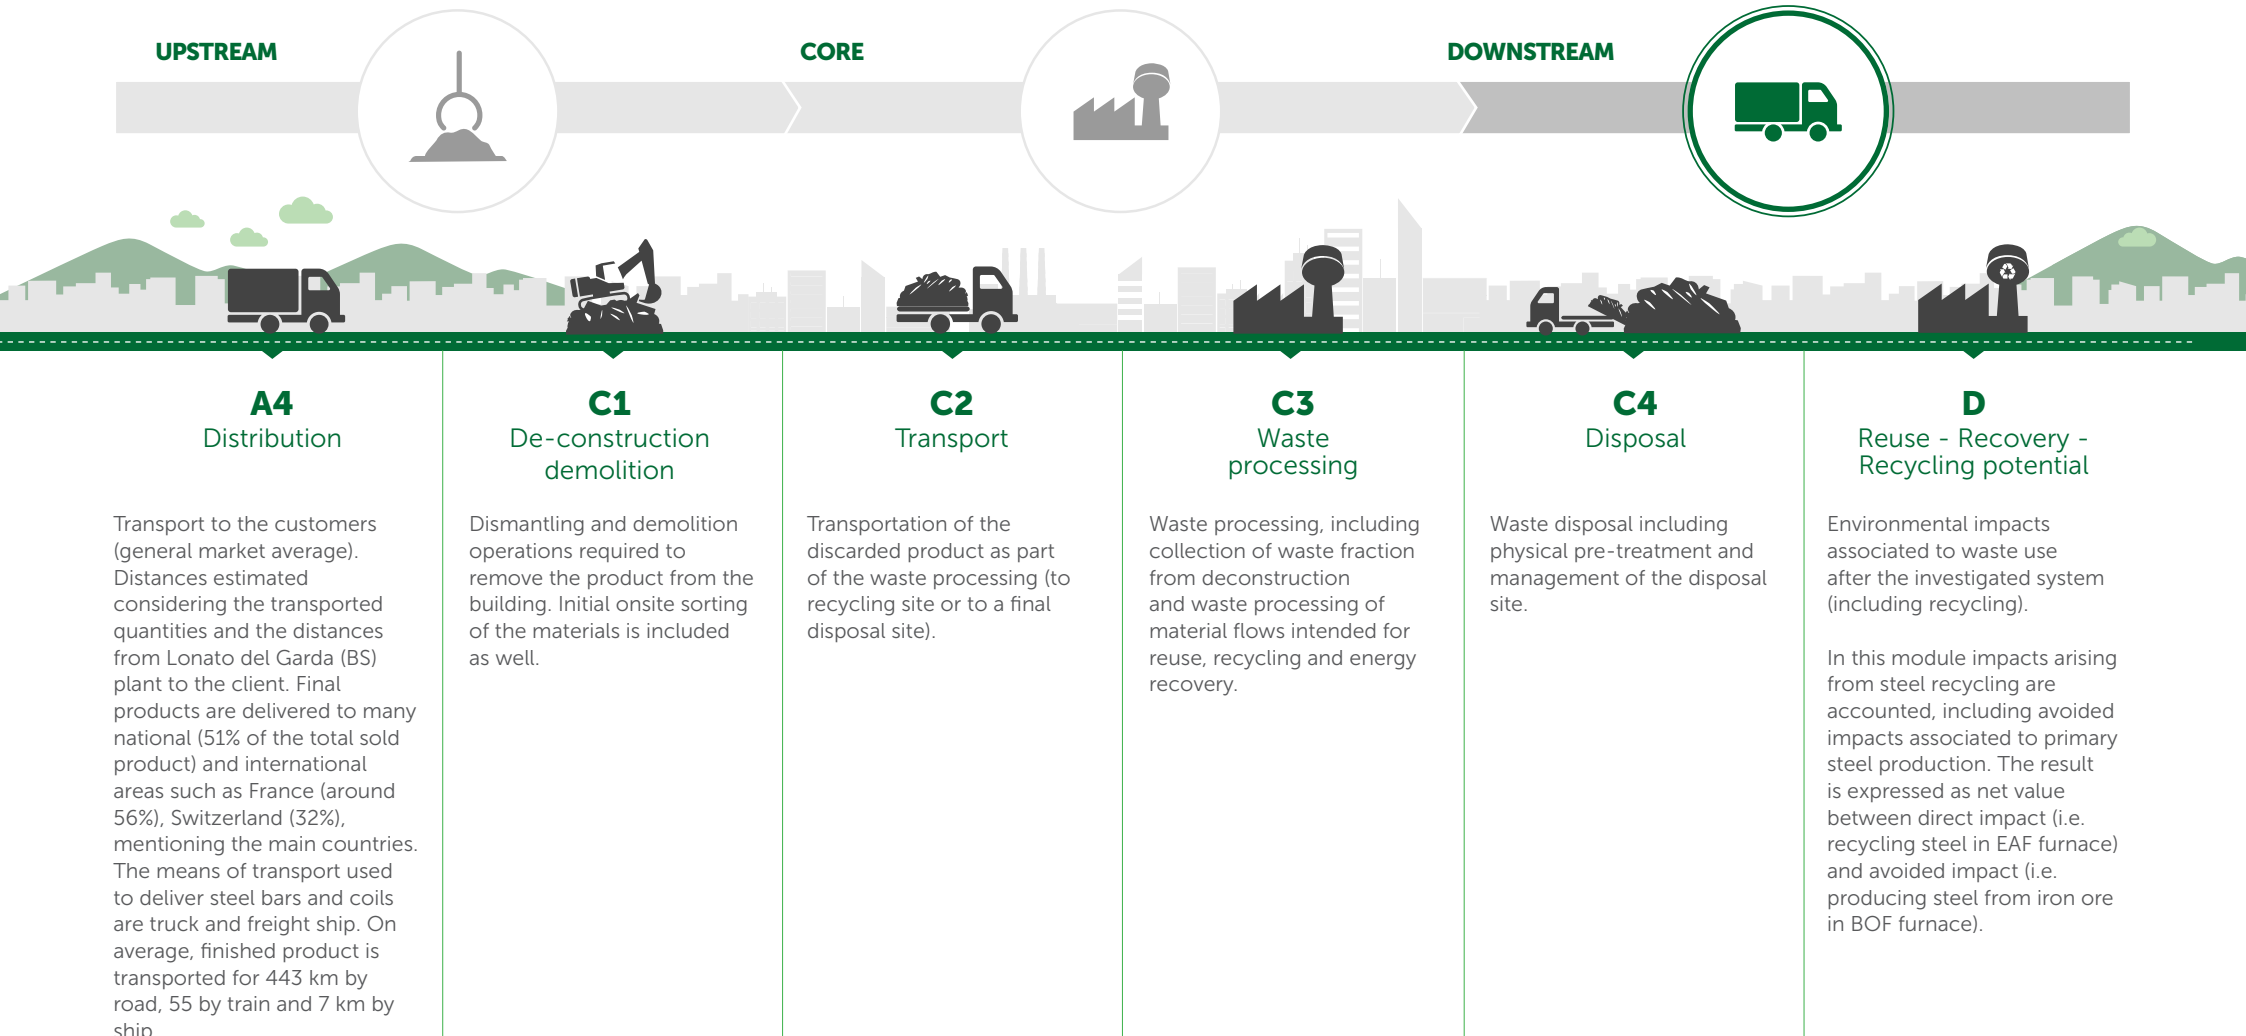 UPSTREAM
CORE
DOWNSTREAM
A4
Distribution
Transport to the customers
(general market average).
Distances estimated
considering the transported
quantities and the distances
from Lonato del Garda (BS)
plant to the client. Final
products are delivered to many
national (51% of the total sold
product) and international
areas such as France (around
56%), Switzerland (32%),
mentioning the main countries.
The means of transport used
to deliver steel bars and coils
are truck and freight ship. On
average, finished product is
transported for 443 km by
road, 55 by train and 7 km by
ship
C1
De-construction
demolition
Dismantling and demolition
operations required to
remove the product from the
building. Initial onsite sorting
of the materials is included
as well.
C2
Transport
Transportation of the
discarded product as part
of the waste processing (to
recycling site or to a final
disposal site).
C3
Waste
processing
Waste processing, including
collection of waste fraction
from deconstruction
and waste processing of
material flows intended for
reuse, recycling and energy
recovery.
C4
Disposal
Waste disposal including
physical pre-treatment and
management of the disposal
site.
D
Reuse - Recovery -
Recycling potential
Environmental impacts
associated to waste use
after the investigated system
(including recycling).
In this module impacts arising
from steel recycling are
accounted, including avoided
impacts associated to primary
steel production. The result
is expressed as net value
between direct impact (i.e.
recycling steel in EAF furnace)
and avoided impact (i.e.
producing steel from iron ore
in BOF furnace).